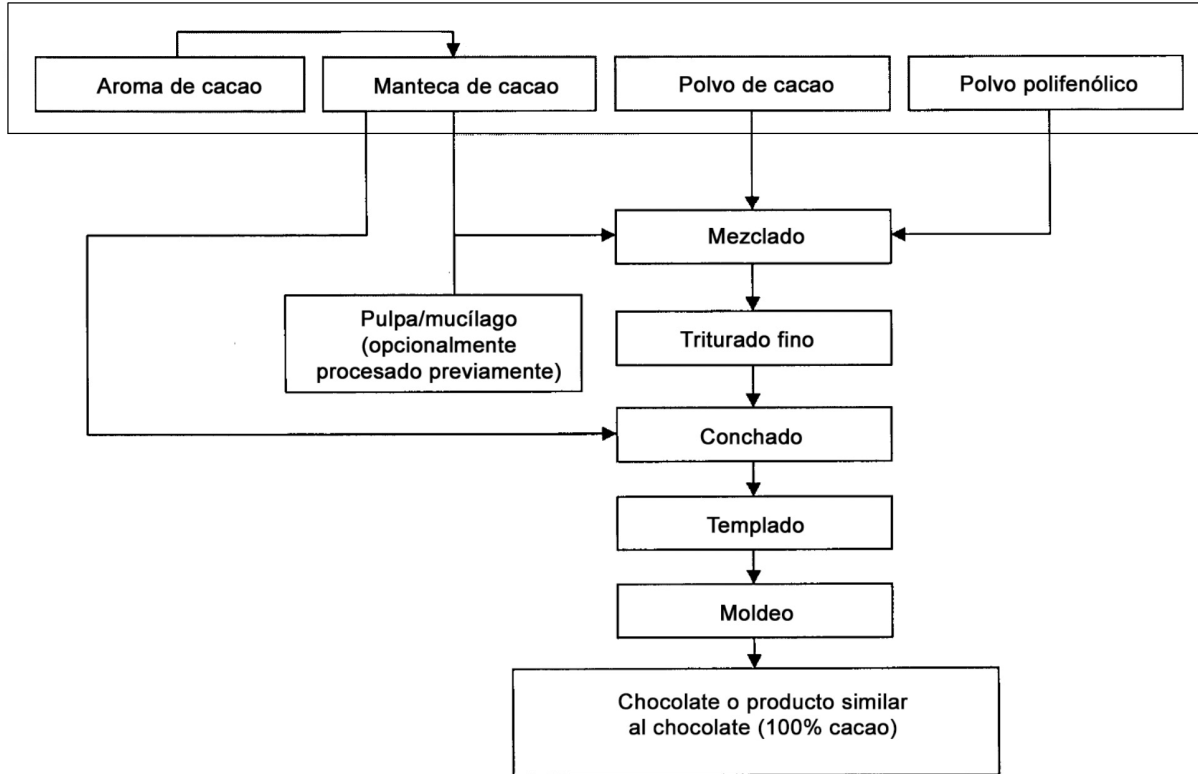 Aroma de cacao
Manteca de cacao
Polvo de cacao
Polvo polifenólico
Mezclado
Pulpa/mucílago
(opcionalmente
procesado previamente)
Triturado fino
Conchado
Templado
Moldeo
Chocolate o producto similar
al chocolate (100% cacao)